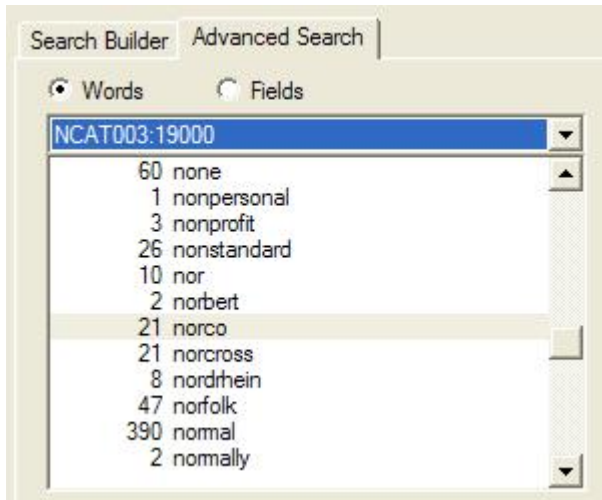 Search Builder Advanced Search
Words Fields
NCAT003:19000
60 none
1 nonpersonal
3 nonprofit
26 nonstandard
10 nor
2 norbert
21 norco
21 norcross
8 nordrhein
47 norfolk
390 normal
2 normally